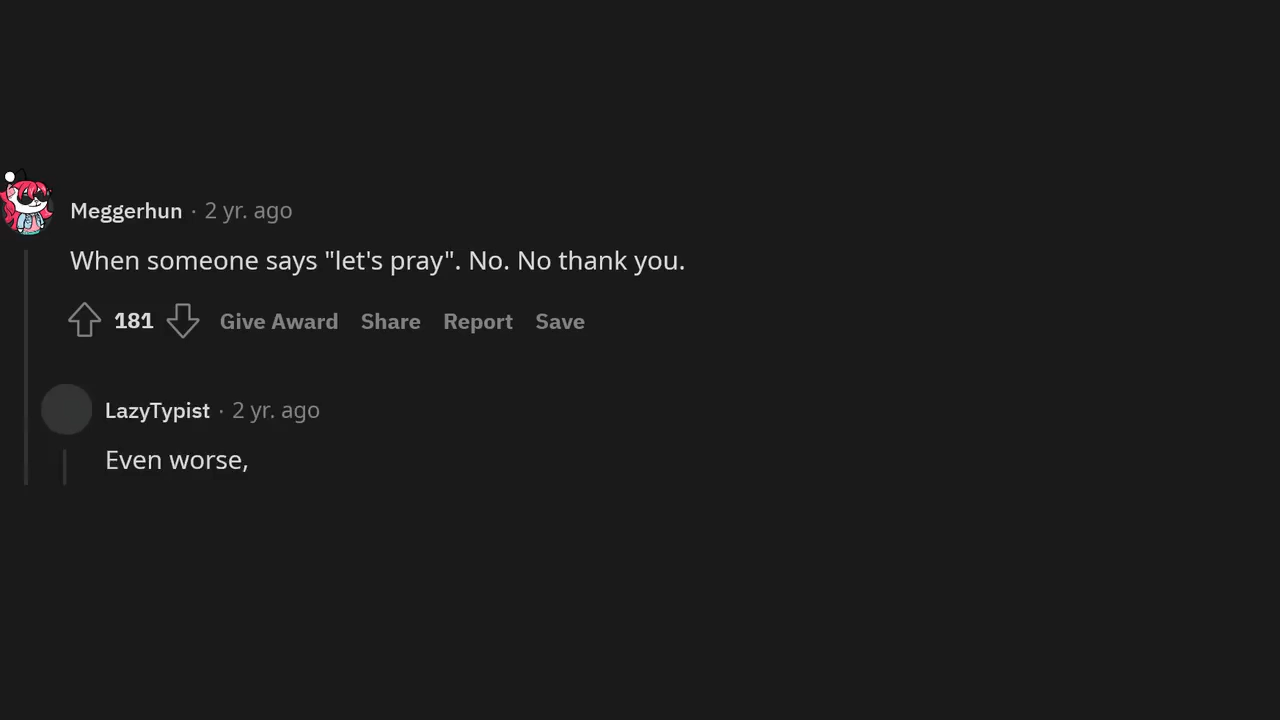 Meggerhun · 2 yr. ago
When someone says "let's pray". No. No thank you.
181 Give Award Share Report Save
LazyTypist · 2 yr. ago
Even worse,